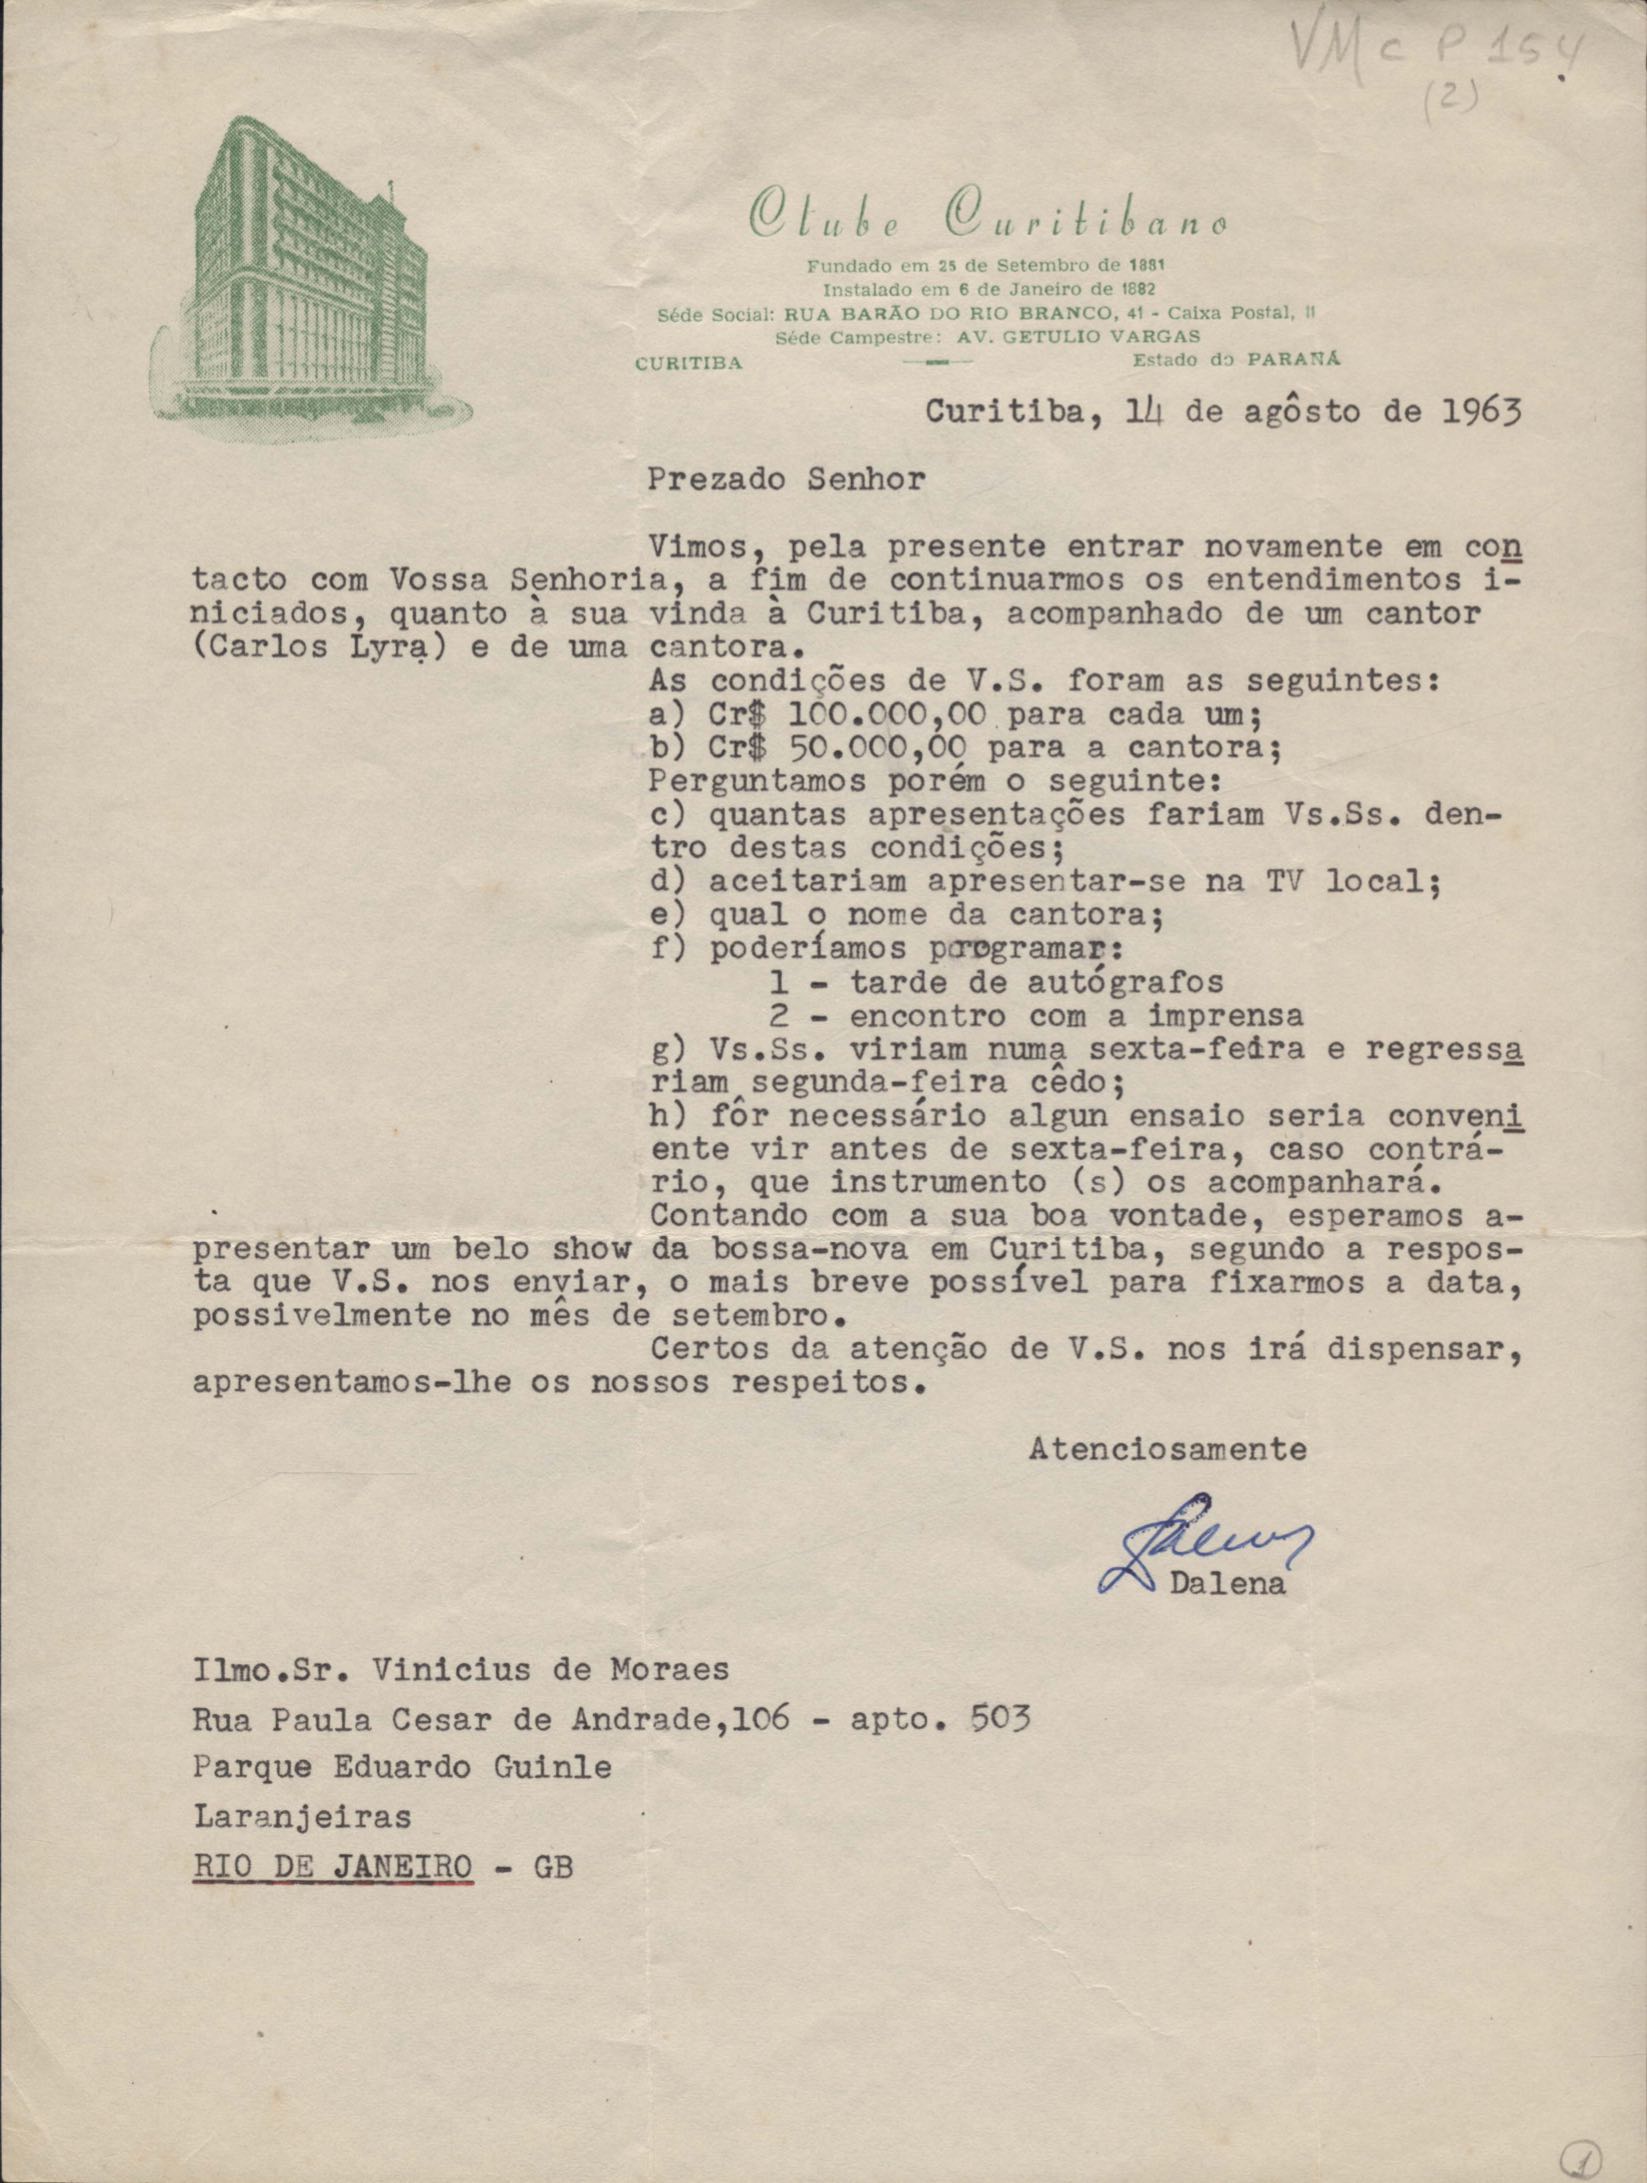 VMc P 154
(2)
Clube Curitibano
Fundado em 25 de Setembro de 1881
Instalado em 6 de Janeiro de 1882
Séde Social: RUA BARÃO DO RIO BRANCO, 41 - Caixa Postal, 11
Séde Campestre: AV. GETULIO VARGAS
CURITIBA Estado do PARANÁ
Curitiba, 14 de agôsto de 1963
Prezado Senhor
Vimos, pela presente entrar novamente em con
tacto com Vossa Senhoria, a fim de continuarmos os entendimentos i-
niciados, quanto à sua vinda à Curitiba, acompanhado de um cantor
(Carlos Lyra) e de uma cantora.
As condições de V.S. foram as seguintes:
a) Cr$ 100.000,00 para cada um;
b) Cr$ 50.000,00 para a cantora;
Perguntamos porém o seguinte:
c) quantas apresentações fariam Vs.Ss. den-
tro destas condições;
d) aceitariam apresentar-se na TV local;
e) qual o nome da cantora;
f) poderíamos programar:
1 - tarde de autógrafos
2 - encontro com a imprensa
g) Vs.Ss. viriam numa sexta-feira e regressa
riam segunda-feira cêdo;
h) fôr necessário algun ensaio seria conveni
ente vir antes de sexta-feira, caso contrá-
rio, que instrumento (s) os acompanhará.
Contando com a sua boa vontade, esperamos a-
presentar um belo show da bossa-nova em Curitiba, segundo a respos-
ta que V.S. nos enviar, o mais breve possível para fixarmos a data,
possivelmente no mês de setembro.
Certos da atenção de V.S. nos irá dispensar,
apresentamos-lhe os nossos respeitos.
Atenciosamente
Dalena
Ilmo.Sr. Vinicius de Moraes
Rua Paula Cesar de Andrade,106 - apto. 503
Parque Eduardo Guinle
Laranjeiras
RIO DE JANEIRO - GB
1